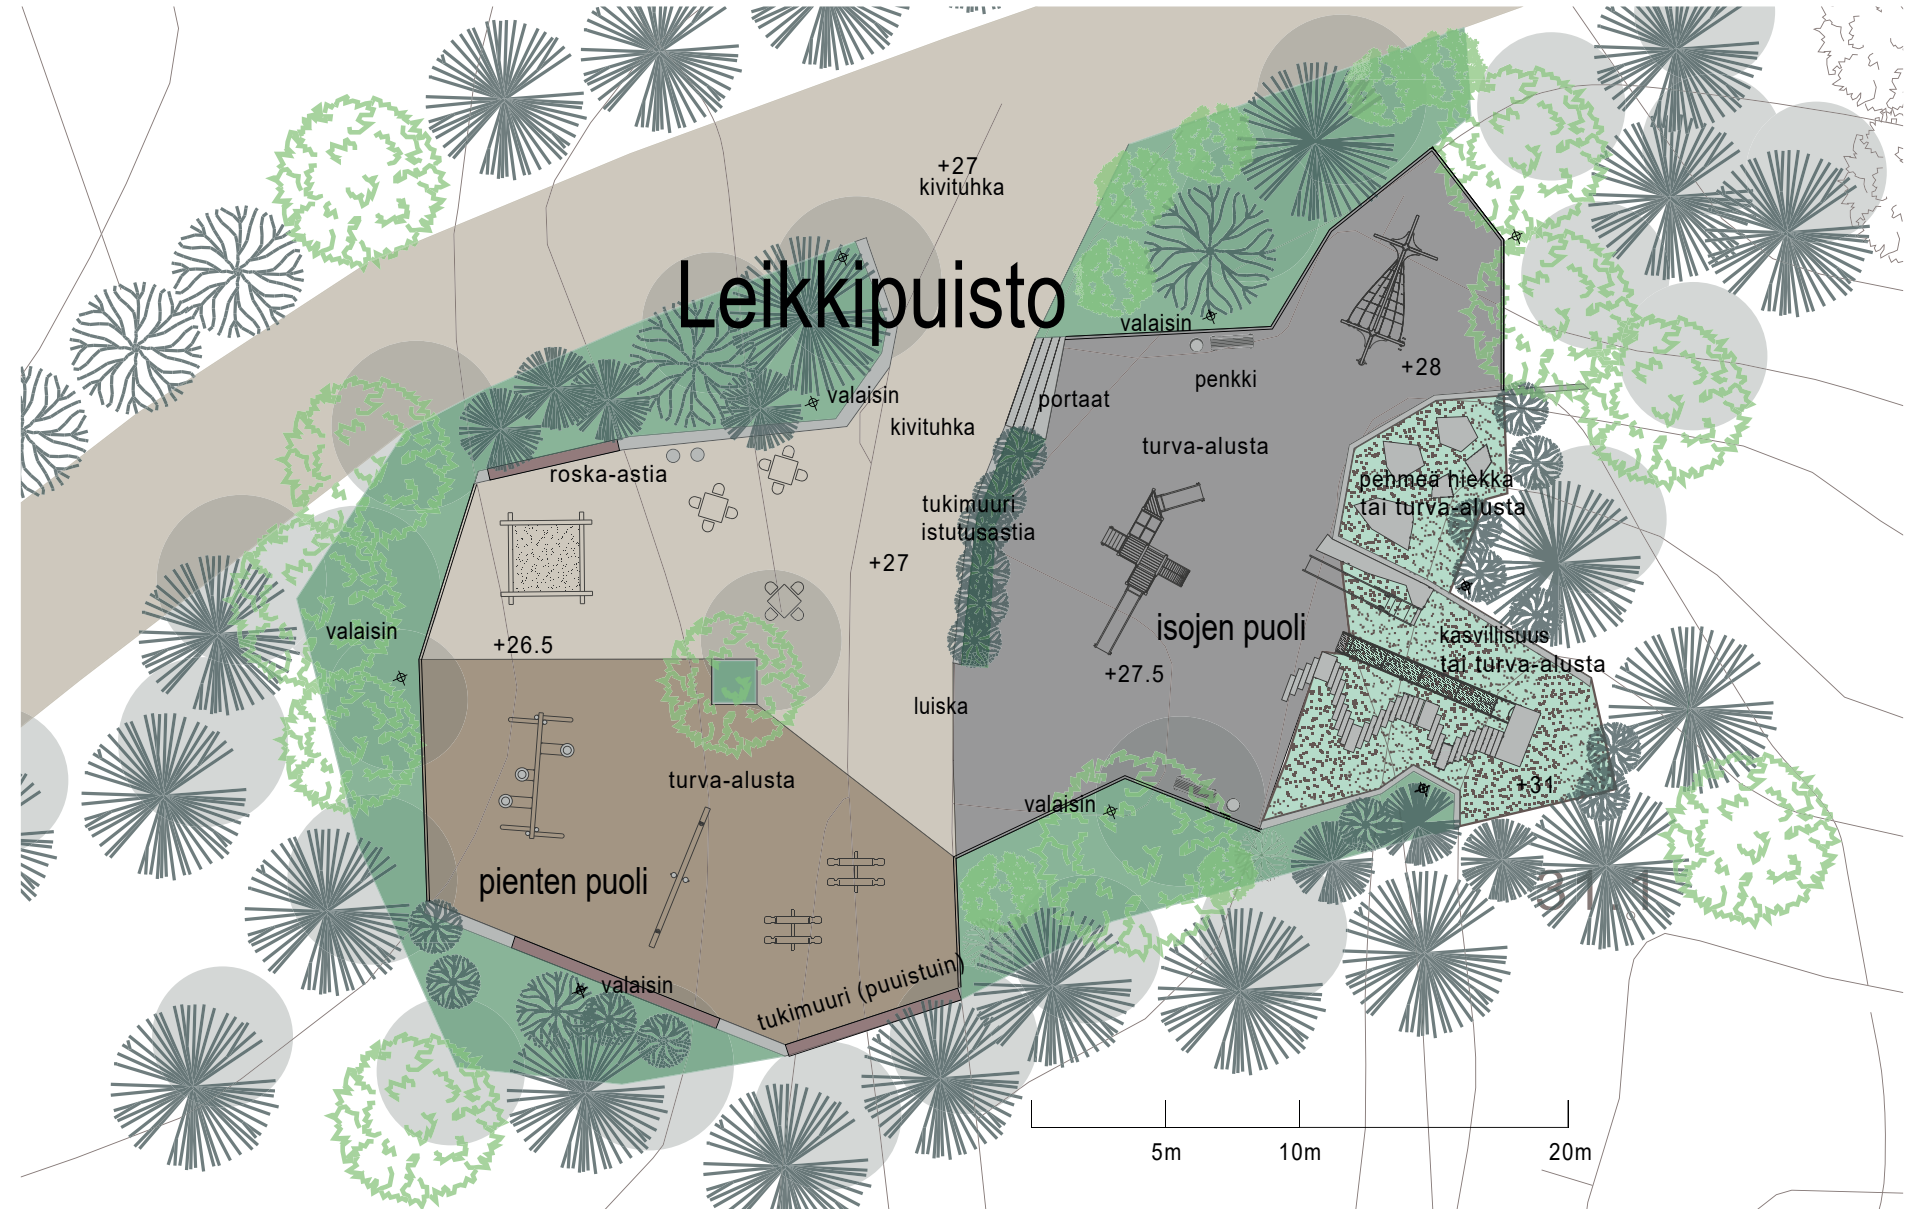 +27
kivituhka
Leikkipuisto
valaisin
penkki
+28
valaisin
portaat
kivituhka
turva-alusta
roska-astia
pehmeä hiekka
tai turva-alusta
tukimuuri
istutusastia
+27
valaisin
+26.5
isojen puoli
kasvillisuus
tai turva-alusta
+27.5
luiska
turva-alusta
valaisin
+31
pienten puoli
31.1
valaisin
tukimuuri (puuistuin)
5m
10m
20m